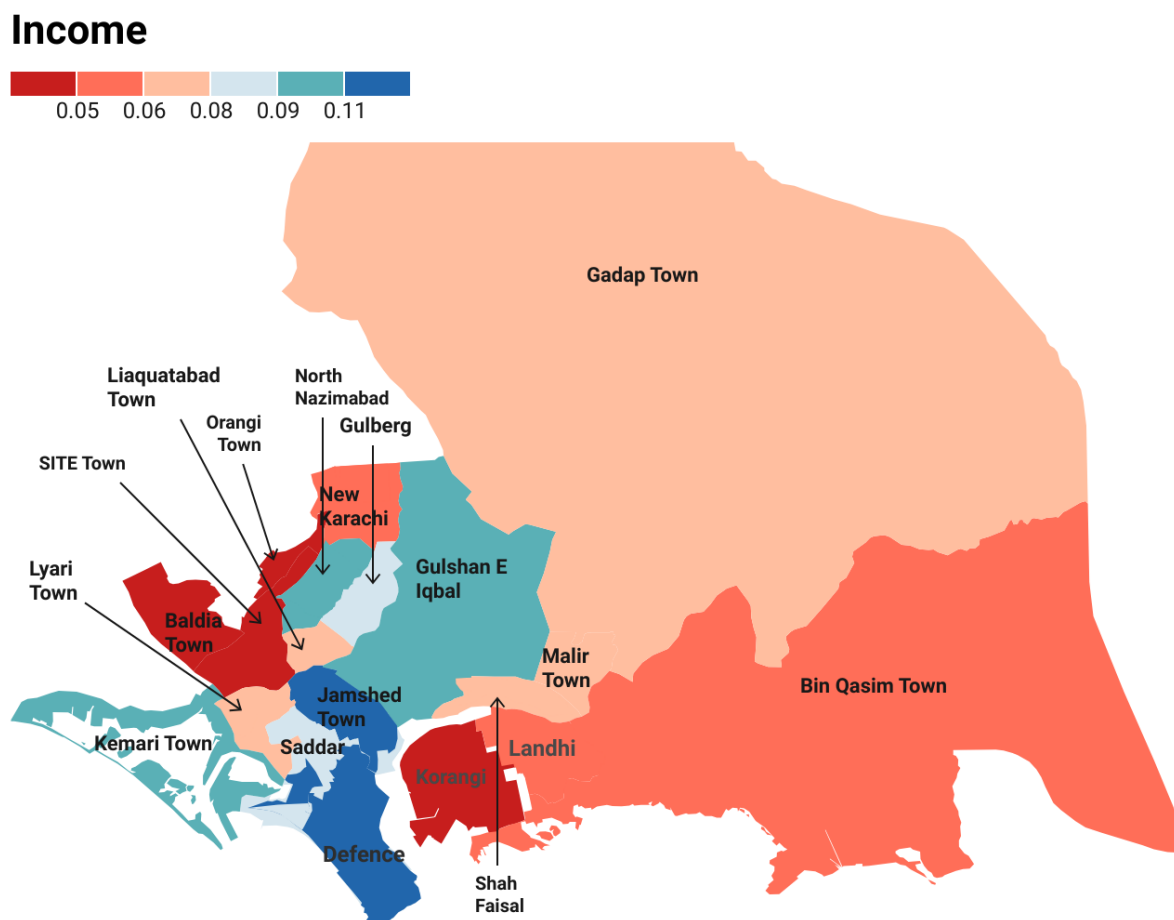 Income
0.05 0.06 0.08 0.09 0.11
Gadap Town
Liaquatabad
Town
North
Nazimabad
Orangi
Town
Gulberg
SITE Town
New
Karachi
Gulshan E
Iqbal
Lyari
Town
Baldia
Town
Malir
Town
Bin Qasim Town
Jamshed
Town
Kemari Town
Saddar
Landhi
Korangi
Defence
Shah
Faisal